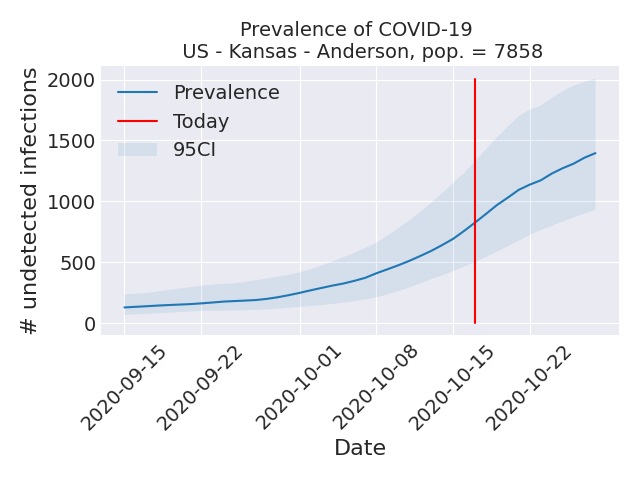 Prevalence of COVID-19
US - Kansas - Anderson, pop. = 7858
# undetected infections
2000
1500
1000
500
0
Prevalence
Today
95CI
2020-09-15
2020-09-22
2020-10-01
2020-10-08
2020-10-15
2020-10-22
Date